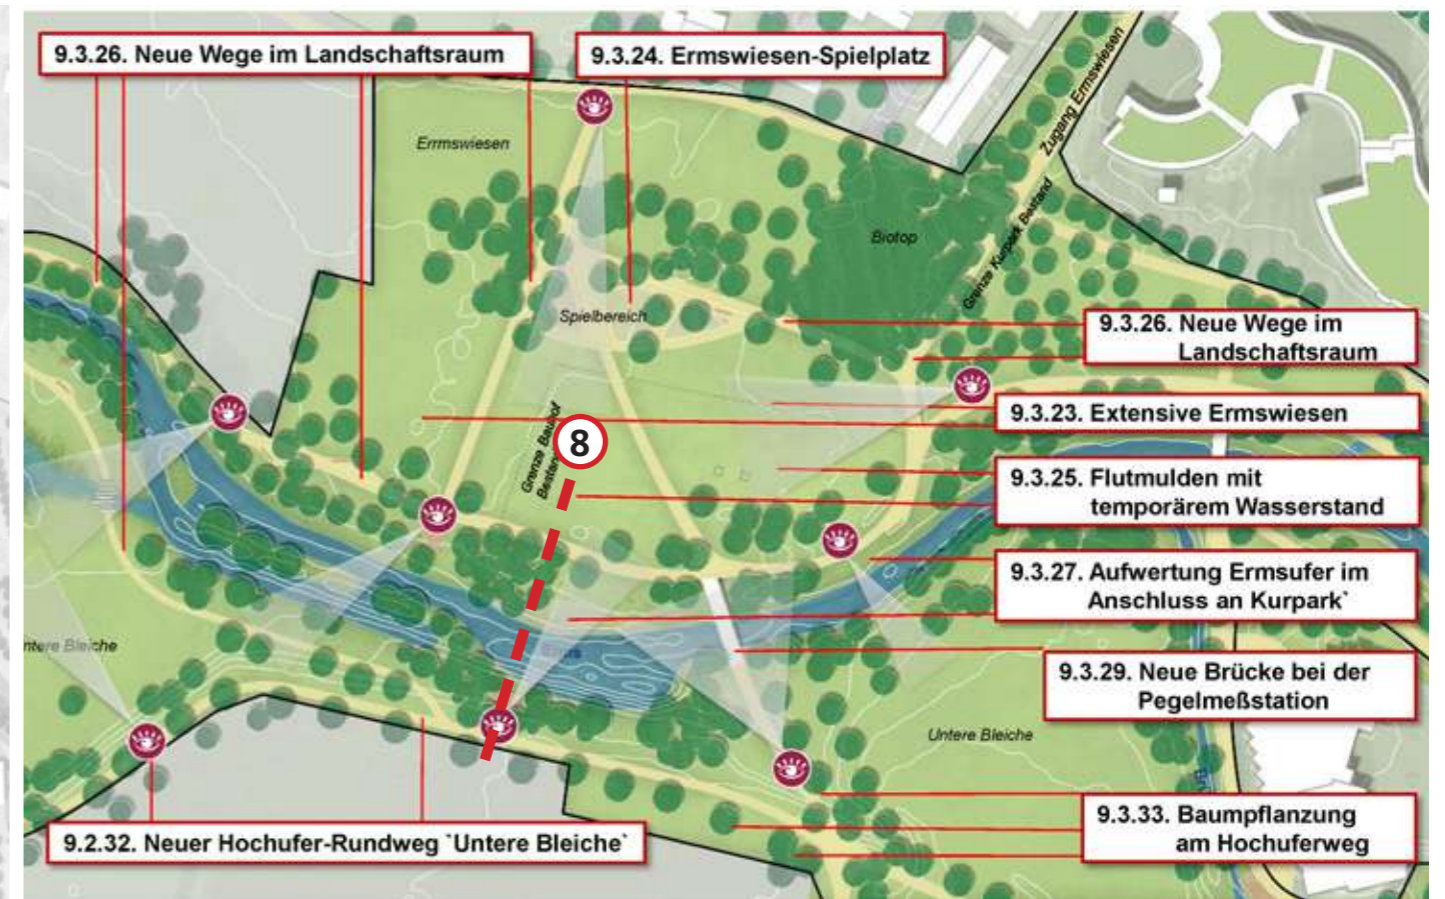 9.3.26. Neue Wege im Landschaftsraum
9.3.24. Ermswiesen-Spielplatz
Zugang Ermswiesen
Errmswiesen
Grenze Kurpark Bestand
Biotop
Spielbereich
9.3.26. Neue Wege im
Landschaftsraum
9.3.23. Extensive Ermswiesen
Grenze Bauhof
8
9.3.25. Flutmulden mit
temporärem Wasserstand
9.3.27. Aufwertung Ermsufer im
Anschluss an Kurpark`
ntere Bleiche
Erms
9.3.29. Neue Brücke bei der
Pegelmeßstation
Untere Bleiche
9.3.33. Baumpflanzung
am Hochuferweg
9.2.32. Neuer Hochufer-Rundweg `Untere Bleiche`